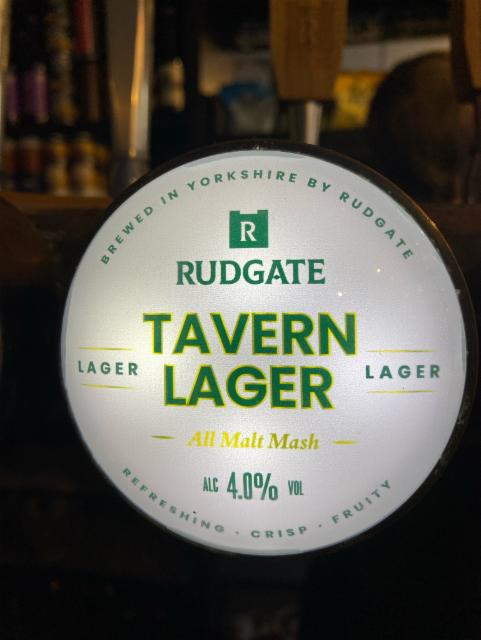 BREWED IN YORKSHIRE BY RUDGATE
R
RUDGATE
TAVERN
LAGER
LAGER
LAGER
All Malt Mash
ALC 4.0% VOL
REFRESHING · CRISP · FRUITY